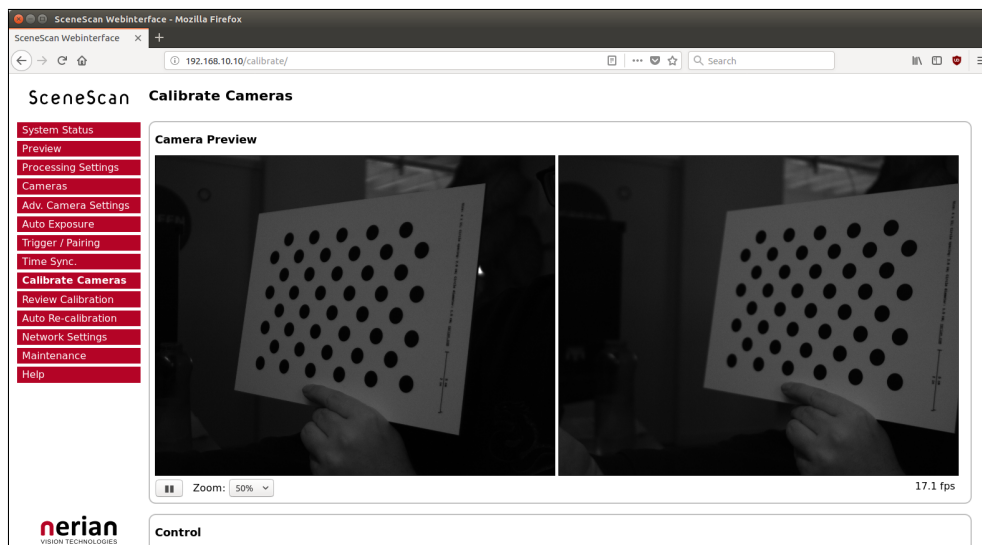 SceneScan Webinterface - Mozilla Firefox
SceneScan Webinterface × +
192.168.10.10/calibrate/ Search
SceneScan
Calibrate Cameras
System Status
Preview
Processing Settings
Cameras
Adv. Camera Settings
Auto Exposure
Trigger / Pairing
Time Sync.
Calibrate Cameras
Review Calibration
Auto Re-calibration
Network Settings
Maintenance
Help
Camera Preview
Zoom: 50% 17.1 fps
nerian
VISION TECHNOLOGIES
Control